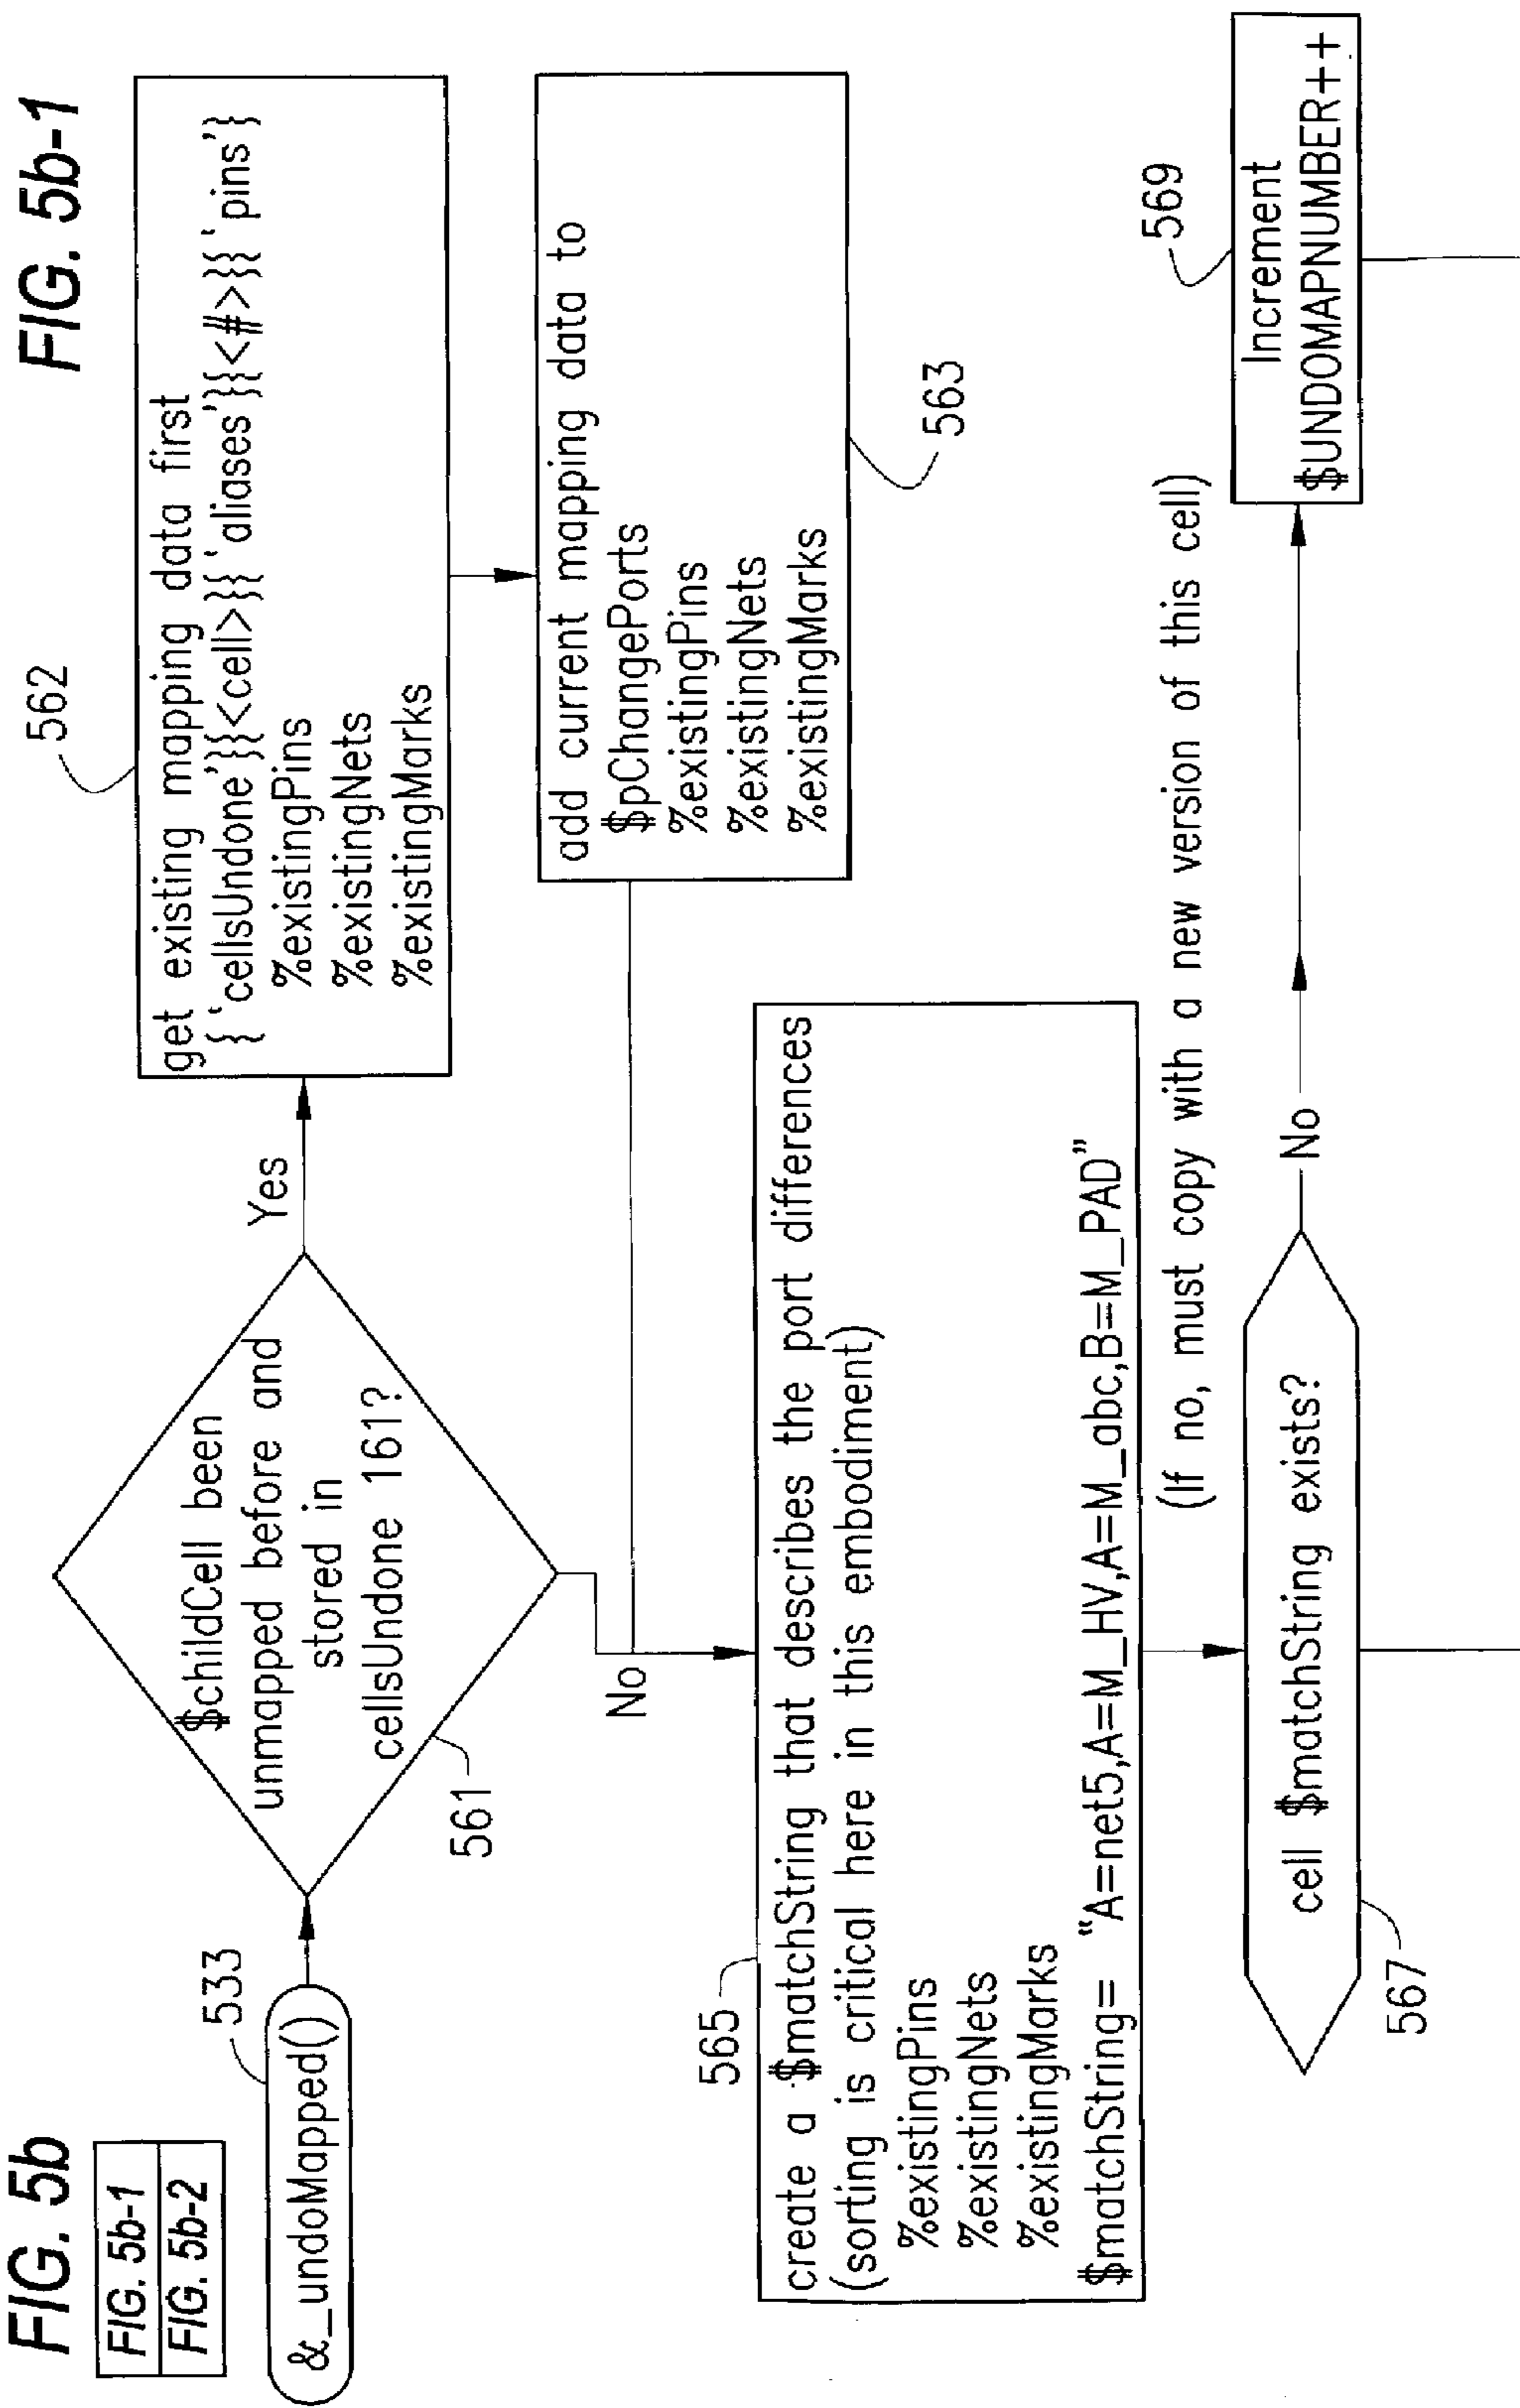 FIG. 5b
FIG. 5b-1
FIG. 5b-2
FIG. 5b-1
&_undoMapped()
533
$childCell been
unmapped before and
stored in
cellsUndone 161?
561
Yes
562
get existing mapping data first
{ 'cellsUndone'}{<cell>}{ 'aliases'}{<#>}{ 'pins'}
%existingPins
%existingNets
%existingMarks
add current mapping data to
$pChangePorts
%existingPins
%existingNets
%existingMarks
563
No
565
create a $matchString that describes the port differences
(sorting is critical here in this embodiment)
%existingPins
%existingNets
%existingMarks
$matchString= "A=net5,A=M_HV,A=M_abc,B=M_PAD"
(If no, must copy with a new version of this cell)
cell $matchString exists?
567
No
569
Increment
$UNDOMAPNUMBER++